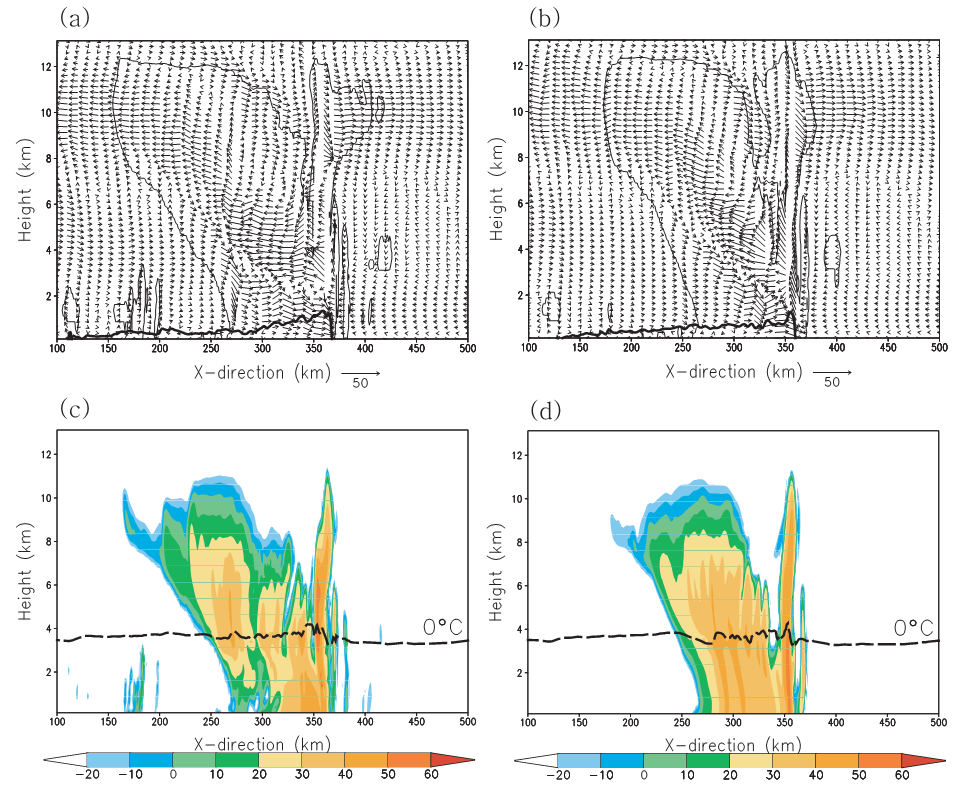 (a) (b)
12 12
10 10
8 8
6 6
4 4
2 2
Height (km) Height (km)
100 150 200 250 300 350 400 450 500 100 150 200 250 300 350 400 450 500
X-direction (km) 50 X-direction (km) 50
(c) (d)
12 12
10 10
8 8
6 6
4 4
2 2
Height (km) Height (km)
0°C 0°C
100 150 200 250 300 350 400 450 500 100 150 200 250 300 350 400 450 500
X-direction (km) X-direction (km)
−20 −10 0 10 20 30 40 50 60 −20 −10 0 10 20 30 40 50 60